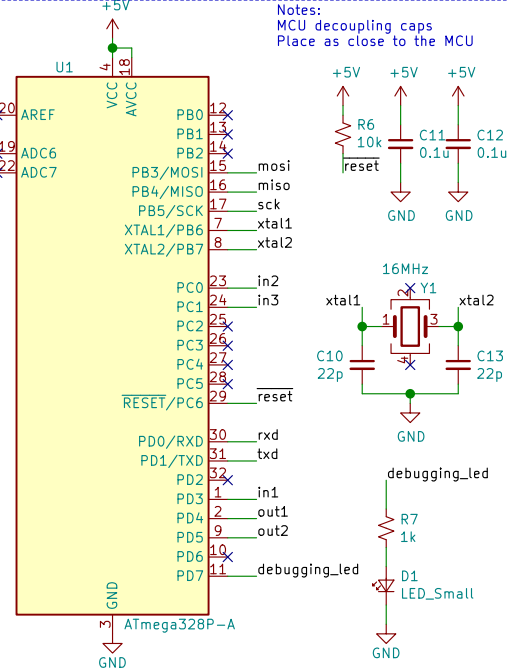 +5V
Notes:
MCU decoupling caps
Place as close to the MCU
U1
4
18
VCC
AVCC
20
AREF
19
ADC6
22
ADC7
PB0
12
PB1
13
PB2
14
PB3/MOSI
15
mosi
PB4/MISO
16
miso
PB5/SCK
17
sck
XTAL1/PB6
7
xtal1
XTAL2/PB7
8
xtal2
PC0
23
in2
PC1
24
in3
PC2
25
PC3
26
PC4
27
PC5
28
RESET/PC6
29
reset
PD0/RXD
30
rxd
PD1/TXD
31
txd
PD2
32
PD3
1
in1
PD4
2
out1
PD5
9
out2
PD6
10
PD7
11
debugging_led
GND
3
ATmega328P-A
GND
+5V
R6
10k
reset
+5V
C11
0.1u
GND
+5V
C12
0.1u
GND
16MHz
Y1
2
xtal1
1
3
xtal2
4
C10
22p
C13
22p
GND
debugging_led
R7
1k
D1
LED_Small
GND